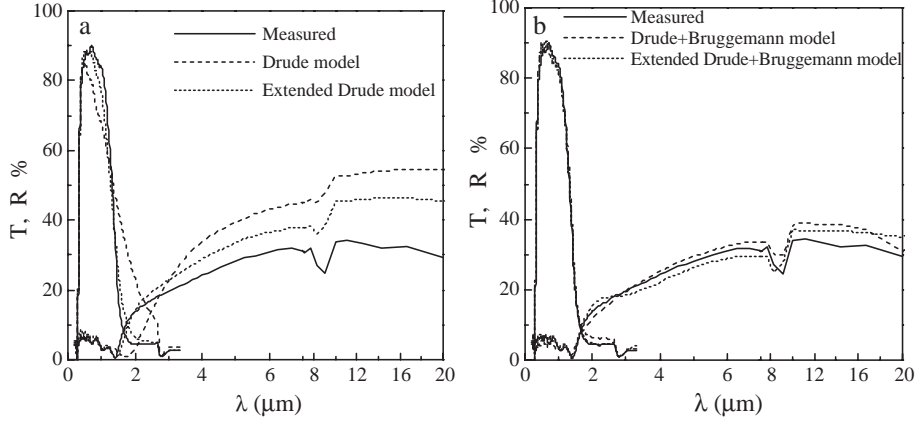 a
Measured
Drude model
Extended Drude model
100
80
60
40
20
0
T, R %
0 2 4 6 8 12 16 20
λ (μm)
b
Measured
Drude+Bruggemann model
Extended Drude+Bruggemann model
100
80
60
40
20
0
T, R %
0 2 4 6 8 12 16 20
λ (μm)